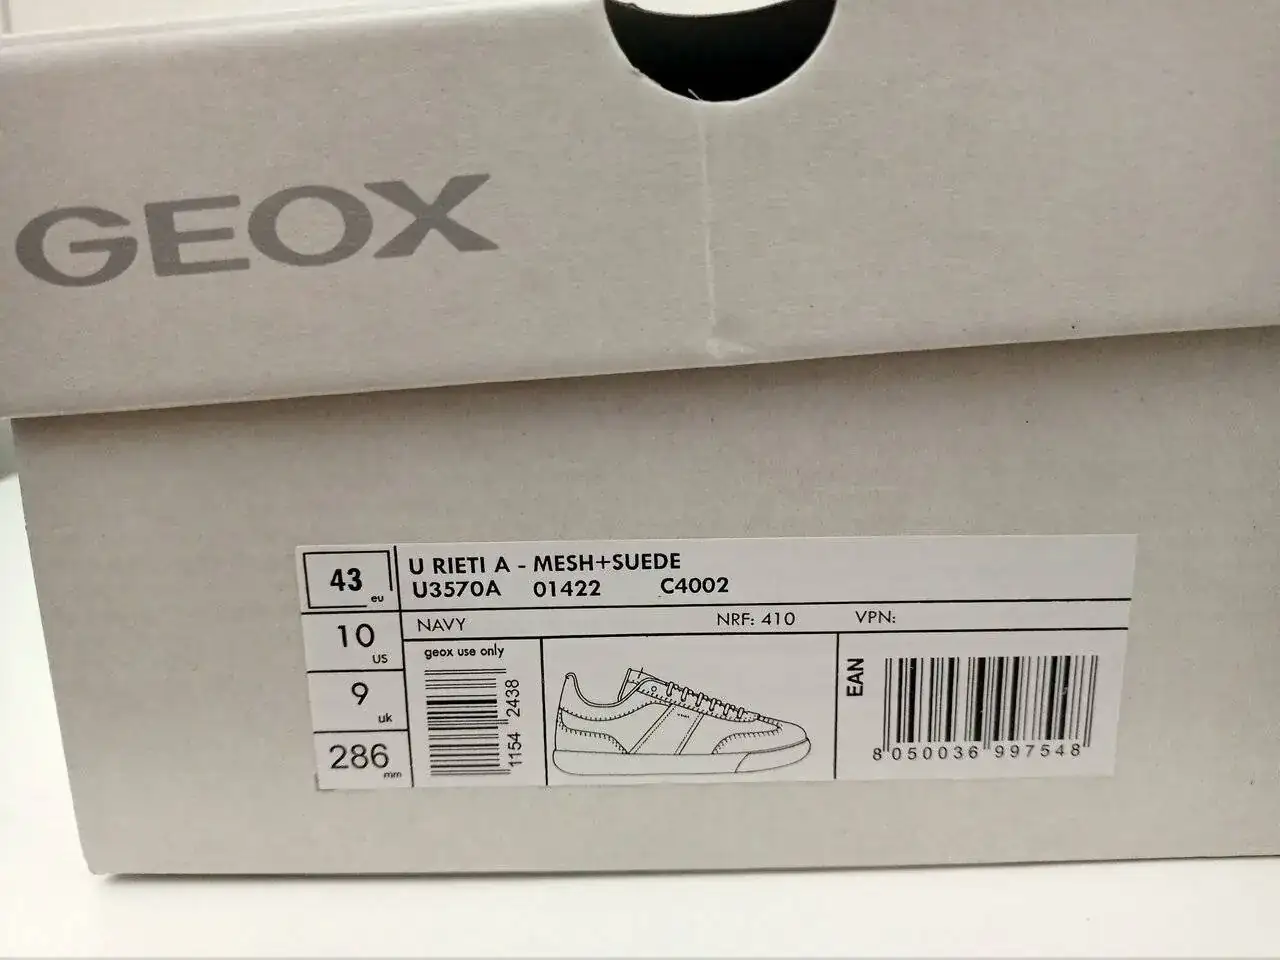 GEOX
43 eu
10 US
9 uk
286 mm
U RIETI A - MESH+SUEDE
U3570A 01422 C4002
NAVY NRF: 410 VPN:
geox use only
1154 2438
EAN
8 050036 997548